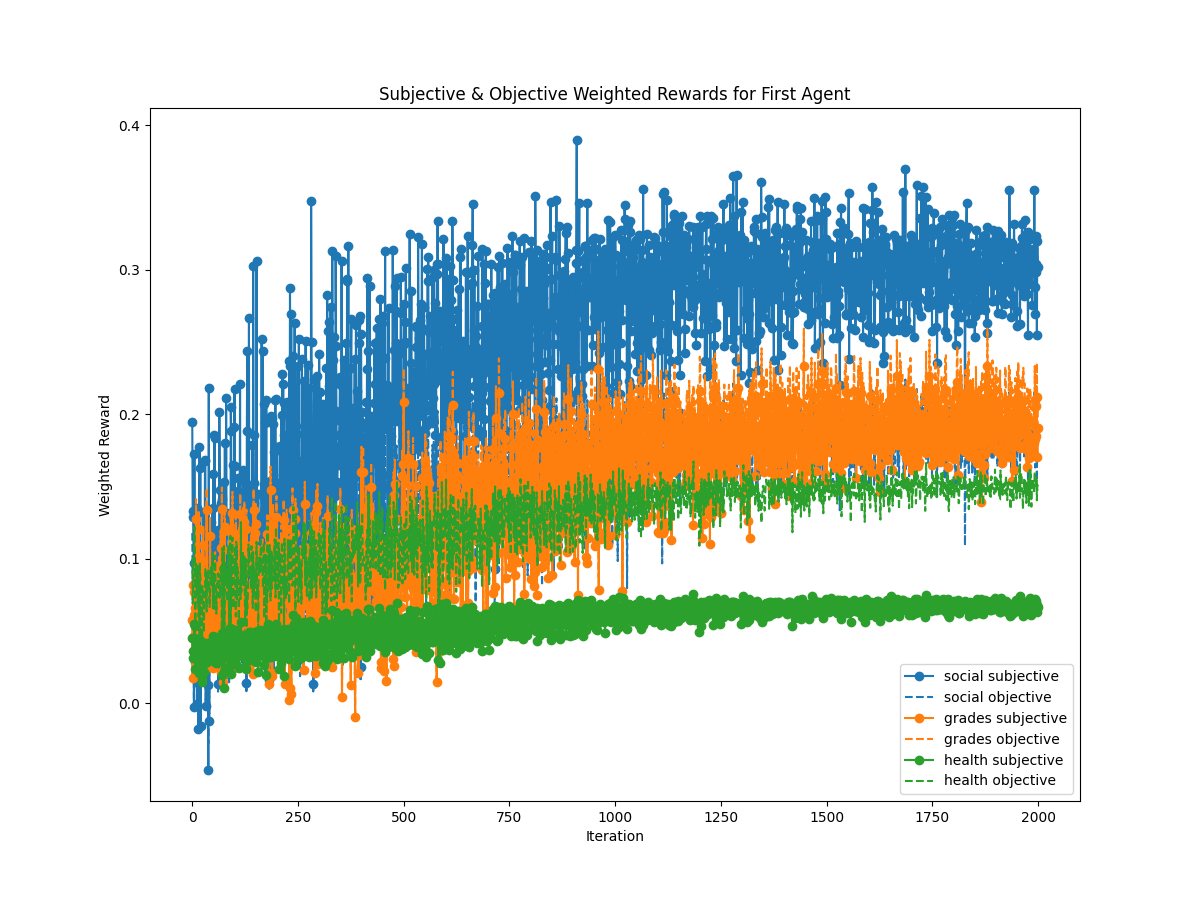 Subjective & Objective Weighted Rewards for First Agent
0.4
0.3
0.2
0.1
0.0
Weighted Reward
0
250
500
750
1000
1250
1500
1750
2000
Iteration
social subjective
social objective
grades subjective
grades objective
health subjective
health objective